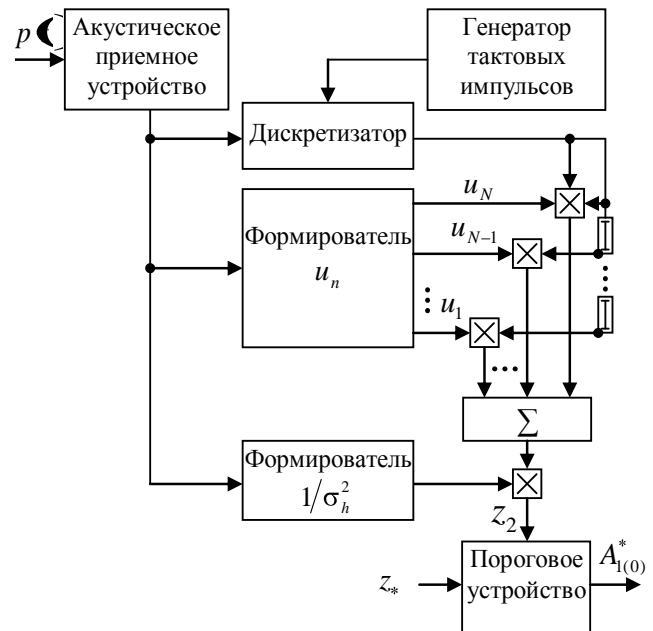 p
Акустическое
приемное
устройство
Генератор
тактовых
импульсов
Дискретизатор
Формирователь
u_n
u_N
u_{N-1}
u_1
Σ
Формирователь
1/σ_h^2
z_2
z_*
Пороговое
устройство
A^*_{1(0)}